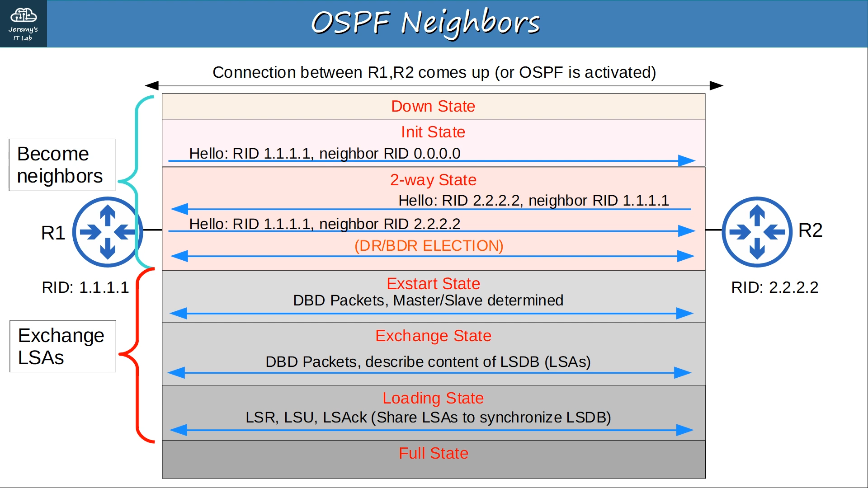 Jeremy's
IT Lab
OSPF Neighbors
Connection between R1,R2 comes up (or OSPF is activated)
Down State
Init State
Hello: RID 1.1.1.1, neighbor RID 0.0.0.0
Become
neighbors
2-way State
Hello: RID 2.2.2.2, neighbor RID 1.1.1.1
Hello: RID 1.1.1.1, neighbor RID 2.2.2.2
(DR/BDR ELECTION)
R1
R2
RID: 1.1.1.1
RID: 2.2.2.2
Exstart State
DBD Packets, Master/Slave determined
Exchange
LSAs
Exchange State
DBD Packets, describe content of LSDB (LSAs)
Loading State
LSR, LSU, LSAck (Share LSAs to synchronize LSDB)
Full State